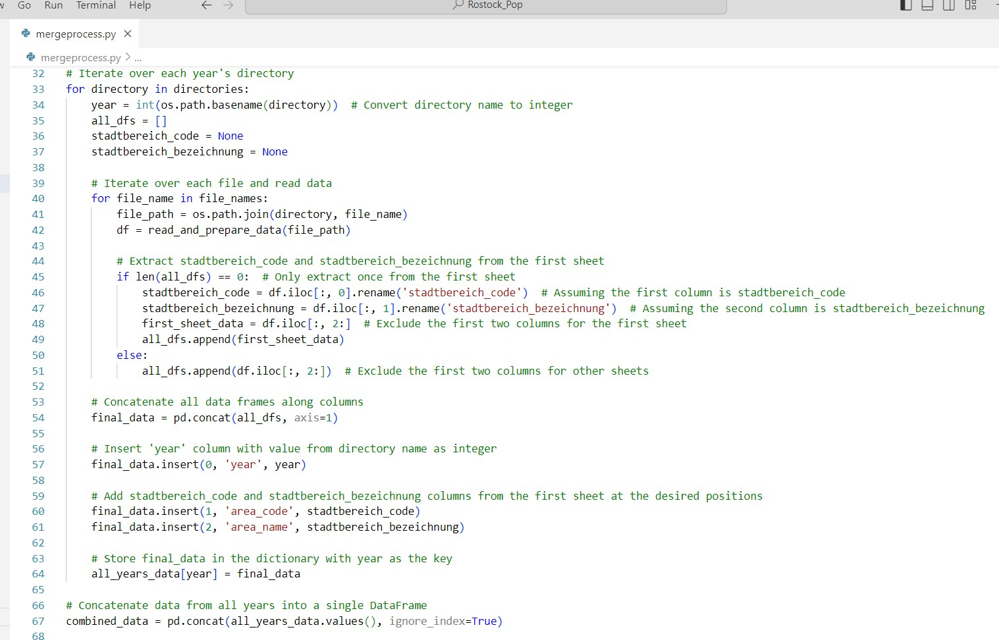 Go Run Terminal Help ← → Rostock_Pop
mergeprocess.py ×
mergeprocess.py > ...
32 # Iterate over each year's directory
33 for directory in directories:
34     year = int(os.path.basename(directory))  # Convert directory name to integer
35     all_dfs = []
36     stadtbereich_code = None
37     stadtbereich_bezeichnung = None
38
39     # Iterate over each file and read data
40     for file_name in file_names:
41         file_path = os.path.join(directory, file_name)
42         df = read_and_prepare_data(file_path)
43
44         # Extract stadtbereich_code and stadtbereich_bezeichnung from the first sheet
45         if len(all_dfs) == 0:  # Only extract once from the first sheet
46             stadtbereich_code = df.iloc[:, 0].rename('stadtbereich_code')  # Assuming the first column is stadtbereich_code
47             stadtbereich_bezeichnung = df.iloc[:, 1].rename('stadtbereich_bezeichnung')  # Assuming the second column is stadtbereich_bezeichnung
48             first_sheet_data = df.iloc[:, 2:]  # Exclude the first two columns for the first sheet
49             all_dfs.append(first_sheet_data)
50         else:
51             all_dfs.append(df.iloc[:, 2:])  # Exclude the first two columns for other sheets
52
53     # Concatenate all data frames along columns
54     final_data = pd.concat(all_dfs, axis=1)
55
56     # Insert 'year' column with value from directory name as integer
57     final_data.insert(0, 'year', year)
58
59     # Add stadtbereich_code and stadtbereich_bezeichnung columns from the first sheet at the desired positions
60     final_data.insert(1, 'area_code', stadtbereich_code)
61     final_data.insert(2, 'area_name', stadtbereich_bezeichnung)
62
63     # Store final_data in the dictionary with year as the key
64     all_years_data[year] = final_data
65
66 # Concatenate data from all years into a single DataFrame
67 combined_data = pd.concat(all_years_data.values(), ignore_index=True)
68